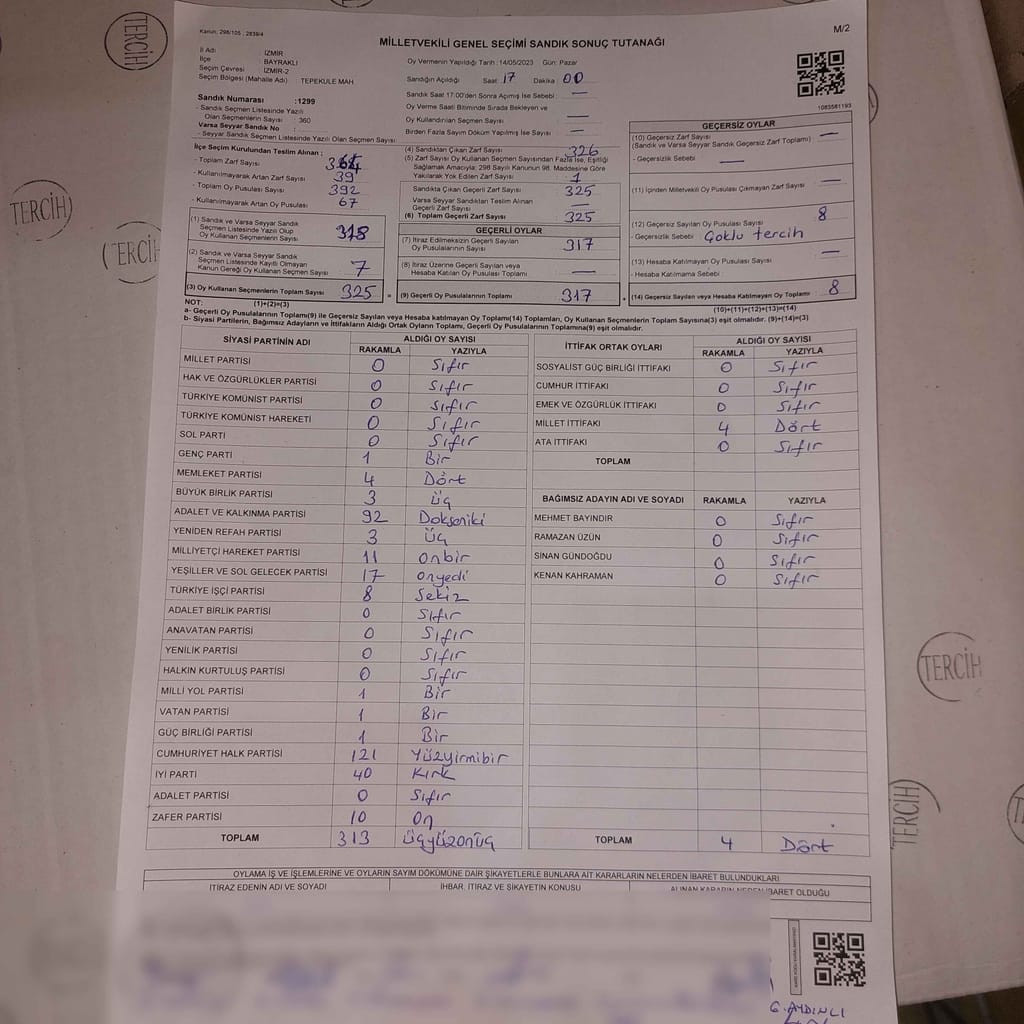 Kanun: 298/105 , 2839/4
M/2
MİLLETVEKİLİ GENEL SEÇİMİ SANDIK SONUÇ TUTANAĞI
İl Adı : İZMİR
İlçe : BAYRAKLI
Seçim Çevresi : İZMİR-2
Seçim Bölgesi (Mahalle Adı) : TEPEKULE MAH
Oy Vermenin Yapıldığı Tarih : 14/05/2023 Gün: Pazar
Sandığın Açıldığı Saat: 17 Dakika: 00
Sandık Saat 17:00'den Sonra Açılmış İse Sebebi : —
Oy Verme Saati Bitiminde Sırada Bekleyen ve
Oy Kullandırılan Seçmen Sayısı —
Birden Fazla Sayım Döküm Yapılmış İse Sayısı —
1083581193
Sandık Numarası : 1299
- Sandık Seçmen Listesinde Yazılı
Olan Seçmenlerin Sayısı : 360
Varsa Seyyar Sandık No :
- Seyyar Sandık Seçmen Listesinde Yazılı Olan Seçmen Sayısı
İlçe Seçim Kurulundan Teslim Alınan :
- Toplam Zarf Sayısı
- Kullanılmayarak Artan Zarf Sayısı 39
- Toplam Oy Pusulası Sayısı 392
- Kullanılmayarak Artan Oy Pusulası 67
(1) Sandık ve Varsa Seyyar Sandık
Seçmen Listesinde Yazılı Olup
Oy Kullanan Seçmenlerin Sayısı 318
(2) Sandık ve Varsa Seyyar Sandık
Seçmen Listesinde Kayıtlı Olmayan
Kanun Gereği Oy Kullanan Seçmen Sayısı 7
(3) Oy Kullanan Seçmenlerin Toplam Sayısı 325
(1)+(2)=(3)
(4) Sandıktan Çıkan Zarf Sayısı 326
(5) Zarf Sayısı Oy Kullanan Seçmen Sayısından Fazla İse, Eşitliği
Sağlamak Amacıyla; 298 Sayılı Kanunun 98. Maddesine Göre
Yakılarak Yok Edilen Zarf Sayısı 1
Sandıkta Çıkan Geçerli Zarf Sayısı 325
Varsa Seyyar Sandıktan Teslim Alınan
Geçerli Zarf Sayısı —
(6) Toplam Geçerli Zarf Sayısı 325
GEÇERLİ OYLAR
(7) İtiraz Edilmeksizin Geçerli Sayılan
Oy Pusulalarının Sayısı 317
(8) İtiraz Üzerine Geçerli Sayılan veya
Hesaba Katılan Oy Pusulası Toplamı —
= (9) Geçerli Oy Pusulalarının Toplamı 317
GEÇERSİZ OYLAR
(10) Geçersiz Zarf Sayısı —
(Sandık ve Varsa Seyyar Sandık Geçersiz Zarf Toplamı)
- Geçersizlik Sebebi —
(11) İçinden Milletvekili Oy Pusulası Çıkmayan Zarf Sayısı —
(12) Geçersiz Sayılan Oy Pusulası Sayısı 8
- Geçersizlik Sebebi Çoklu tercih
(13) Hesaba Katılmayan Oy Pusulası Sayısı —
- Hesaba Katılmama Sebebi :
+ (14) Geçersiz Sayılan veya Hesaba Katılmayan Oy Toplamı 8
(10)+(11)+(12)+(13)=(14)
NOT:
a- Geçerli Oy Pusulasının Toplamı(9) ile Geçersiz Sayılan veya Hesaba Katılmayan Oy Toplamı(14) Toplamları, Oy Kullanan Seçmenlerin Toplam Sayısına(3) eşit olmalıdır. (9)+(14)=(3)
b- Siyasi Partilerin, Bağımsız Adayların ve İttifakların Aldığı Ortak Oyların Toplamı, Geçerli Oy Pusulalarının Toplamına(9) eşit olmalıdır.
SİYASİ PARTİNİN ADI ALDIĞI OY SAYISI
RAKAMLA YAZIYLA
MİLLET PARTİSİ 0 Sıfır
HAK VE ÖZGÜRLÜKLER PARTİSİ 0 Sıfır
TÜRKİYE KOMÜNİST PARTİSİ 0 Sıfır
TÜRKİYE KOMÜNİST HAREKETİ 0 Sıfır
SOL PARTİ 0 Sıfır
GENÇ PARTİ 1 Bir
MEMLEKET PARTİSİ 4 Dört
BÜYÜK BİRLİK PARTİSİ 3 üç
ADALET VE KALKINMA PARTİSİ 92 Doksaniki
YENİDEN REFAH PARTİSİ 3 üç
MİLLİYETÇİ HAREKET PARTİSİ 11 onbir
YEŞİLLER VE SOL GELECEK PARTİSİ 17 onyedi
TÜRKİYE İŞÇİ PARTİSİ 8 Sekiz
ADALET BİRLİK PARTİSİ 0 Sıfır
ANAVATAN PARTİSİ 0 Sıfır
YENİLİK PARTİSİ 0 Sıfır
HALKIN KURTULUŞ PARTİSİ 0 Sıfır
MİLLİ YOL PARTİSİ 1 Bir
VATAN PARTİSİ 1 Bir
GÜÇ BİRLİĞİ PARTİSİ 1 Bir
CUMHURİYET HALK PARTİSİ 121 Yüzyirmibir
İYİ PARTİ 40 Kırk
ADALET PARTİSİ 0 Sıfır
ZAFER PARTİSİ 10 On
TOPLAM 313 üçyüzonüç
İTTİFAK ORTAK OYLARI ALDIĞI OY SAYISI
RAKAMLA YAZIYLA
SOSYALİST GÜÇ BİRLİĞİ İTTİFAKI 0 Sıfır
CUMHUR İTTİFAKI 0 Sıfır
EMEK VE ÖZGÜRLÜK İTTİFAKI 0 Sıfır
MİLLET İTTİFAKI 4 Dört
ATA İTTİFAKI 0 Sıfır
TOPLAM
BAĞIMSIZ ADAYIN ADI VE SOYADI RAKAMLA YAZIYLA
MEHMET BAYINDIR 0 Sıfır
RAMAZAN ÜZÜN 0 Sıfır
SİNAN GÜNDOĞDU 0 Sıfır
KENAN KAHRAMAN 0 Sıfır
TOPLAM 4 Dört
OYLAMA İŞ VE İŞLEMLERİNE VE OYLARIN SAYIM DÖKÜMÜNE DAİR ŞİKAYETLERLE BUNLARA AİT KARARLARIN NELERDEN İBARET BULUNDUKLARI
İTİRAZ EDENİN ADI VE SOYADI İHBAR, İTİRAZ VE ŞİKAYETİN KONUSU ALINAN KARARIN NEDEN İBARET OLDUĞU
G. AYDINLI
TERCİH
TERCİH
TERCİH
TERCİH
TERCİH